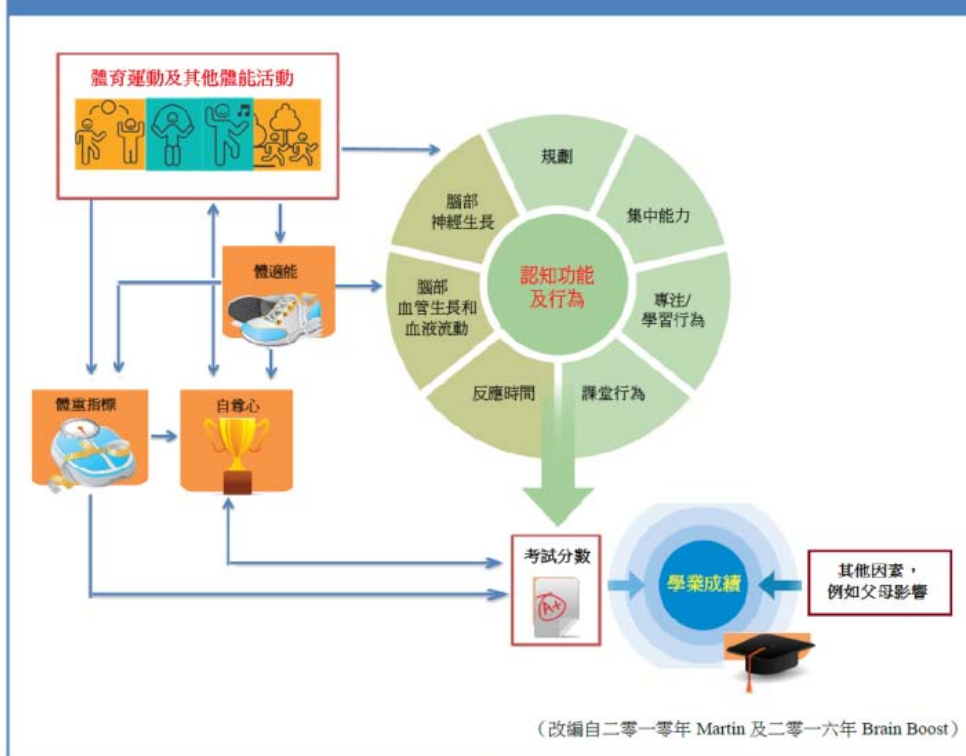 體育運動及其他體能活動
規劃
腦部
神經生長
集中能力
體適能
認知功能
及行為
腦部
血管生長和
血液流動
專注/
學習行為
反應時間
課堂行為
體重指標
自尊心
考試分數
A+
學業成績
其他因素，
例如父母影響
（改編自二零一零年 Martin 及二零一六年 Brain Boost）